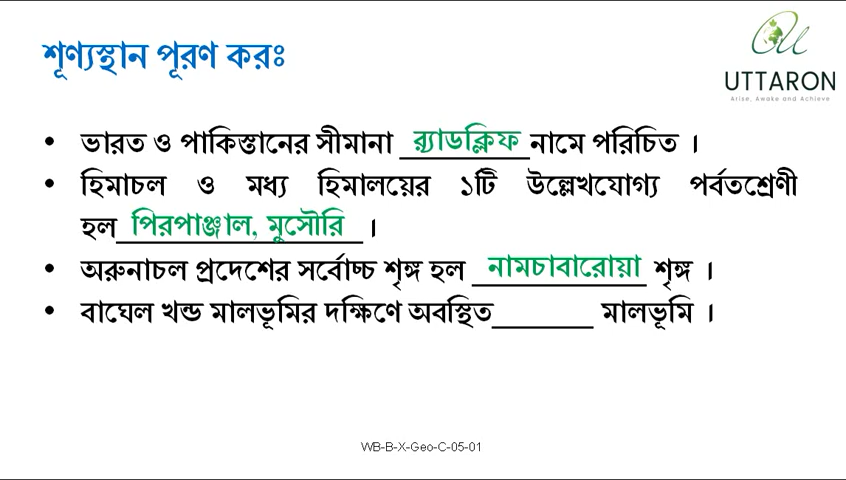 শূণ্যস্থান পূরণ করঃ
UTTARON
Arise, Awake and Achieve
• ভারত ও পাকিস্তানের সীমানা র‍্যাডক্লিফ নামে পরিচিত ।
• হিমাচল ও মধ্য হিমালয়ের ১টি উল্লেখযোগ্য পর্বতশ্রেণী
হল পিরপাঞ্জাল, মুসৌরি ।
• অরুনাচল প্রদেশের সর্বোচ্চ শৃঙ্গ হল নামচাবারোয়া শৃঙ্গ ।
• বাঘেল খন্ড মালভূমির দক্ষিণে অবস্থিত_______ মালভূমি ।
WB-B-X-Geo-C-05-01